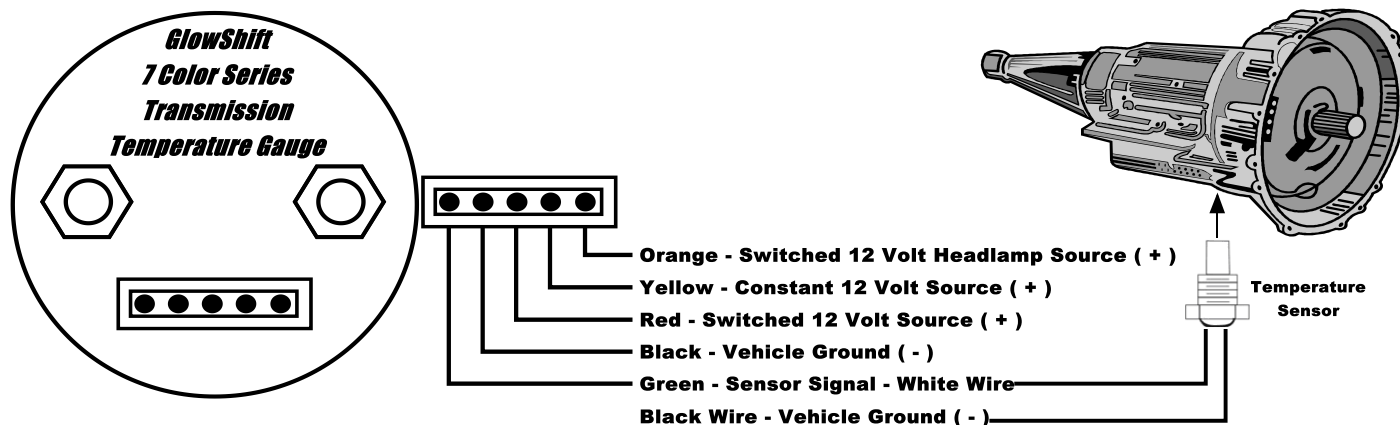 GlowShift
7 Color Series
Transmission
Temperature Gauge
Orange - Switched 12 Volt Headlamp Source ( + )
Yellow - Constant 12 Volt Source ( + )
Red - Switched 12 Volt Source ( + )
Black - Vehicle Ground ( - )
Green - Sensor Signal - White Wire
Black Wire - Vehicle Ground ( - )
Temperature
Sensor